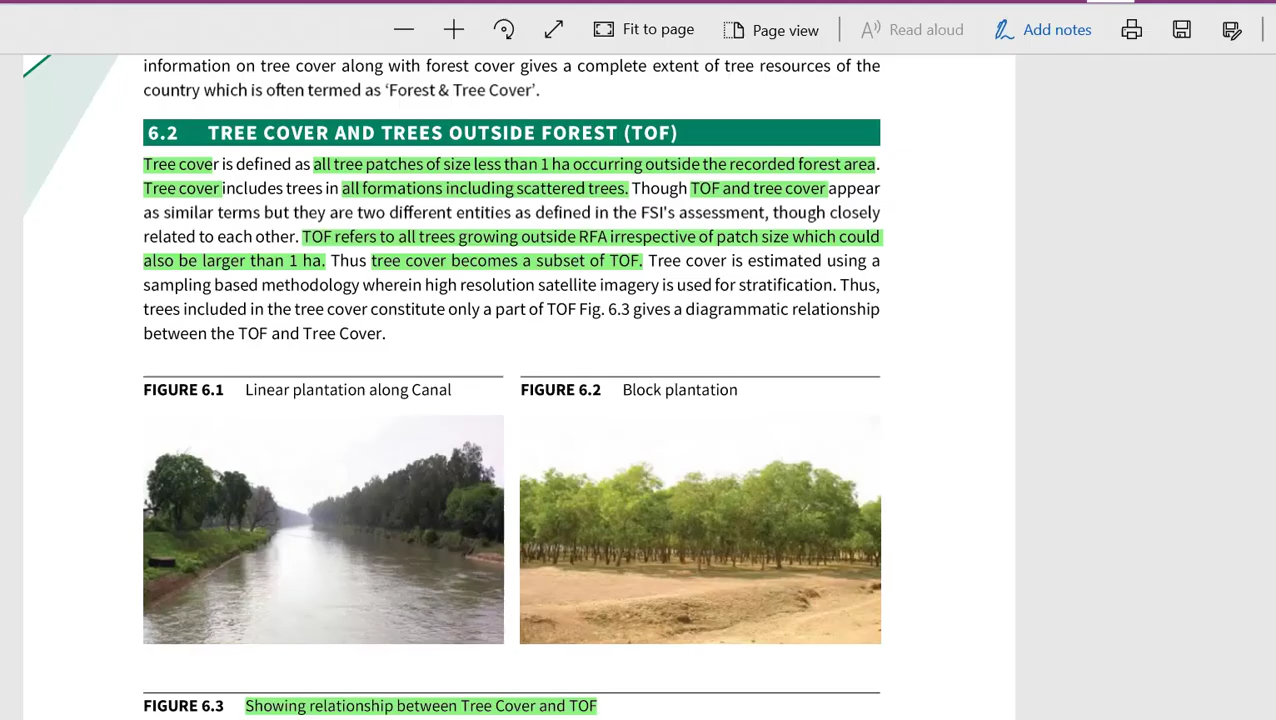 Fit to page
Page view
Read aloud
Add notes
information on tree cover along with forest cover gives a complete extent of tree resources of the
country which is often termed as ‘Forest & Tree Cover’.
6.2 TREE COVER AND TREES OUTSIDE FOREST (TOF)
Tree cover is defined as all tree patches of size less than 1 ha occurring outside the recorded forest area.
Tree cover includes trees in all formations including scattered trees. Though TOF and tree cover appear
as similar terms but they are two different entities as defined in the FSI's assessment, though closely
related to each other. TOF refers to all trees growing outside RFA irrespective of patch size which could
also be larger than 1 ha. Thus tree cover becomes a subset of TOF. Tree cover is estimated using a
sampling based methodology wherein high resolution satellite imagery is used for stratification. Thus,
trees included in the tree cover constitute only a part of TOF Fig. 6.3 gives a diagrammatic relationship
between the TOF and Tree Cover.
FIGURE 6.1 Linear plantation along Canal
FIGURE 6.2 Block plantation
FIGURE 6.3 Showing relationship between Tree Cover and TOF